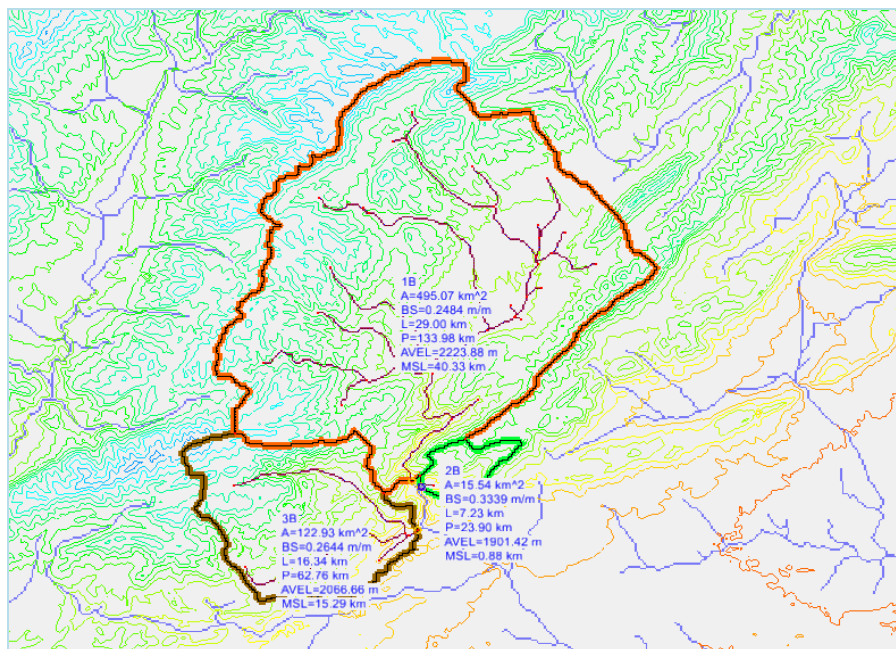 1B
A=495.07 km^2
BS=0.2484 m/m
L=29.00 km
P=133.98 km
AVEL=2223.88 m
MSL=40.33 km
2B
A=15.54 km^2
BS=0.3339 m/m
L=7.23 km
P=23.90 km
AVEL=1901.42 m
MSL=0.88 km
3B
A=122.93 km^2
BS=0.2644 m/m
L=16.34 km
P=62.76 km
AVEL=2066.66 m
MSL=15.29 km